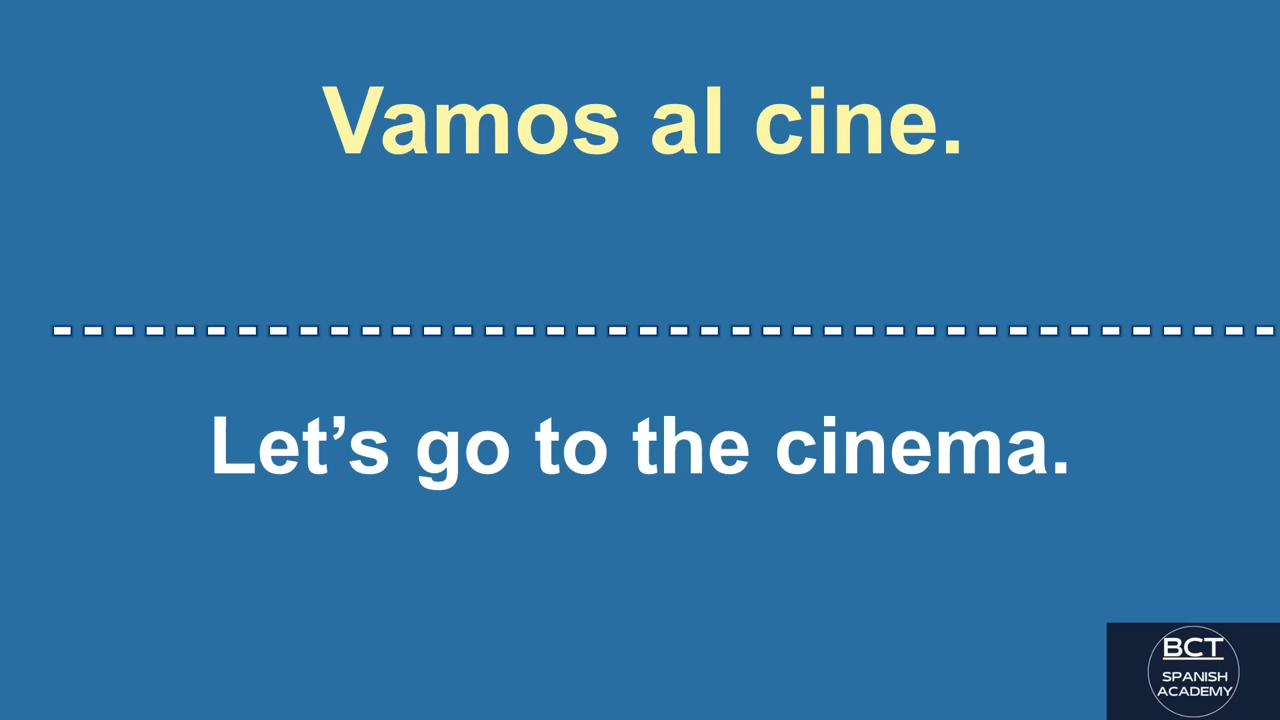 Vamos al cine.
Let’s go to the cinema.
BCT
SPANISH
ACADEMY